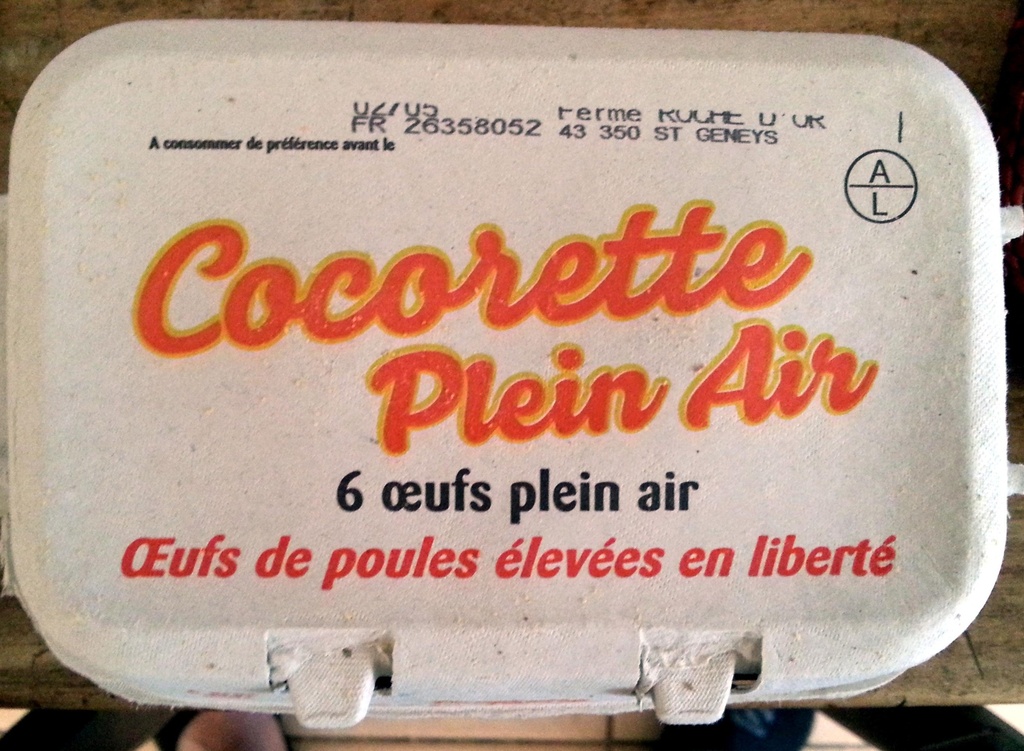 02/05 Ferme ROCHE D'OR
FR 26358052 43 350 ST GENEYS
A consommer de préférence avant le
A
L
Cocorette
Plein Air
6 œufs plein air
Œufs de poules élevées en liberté